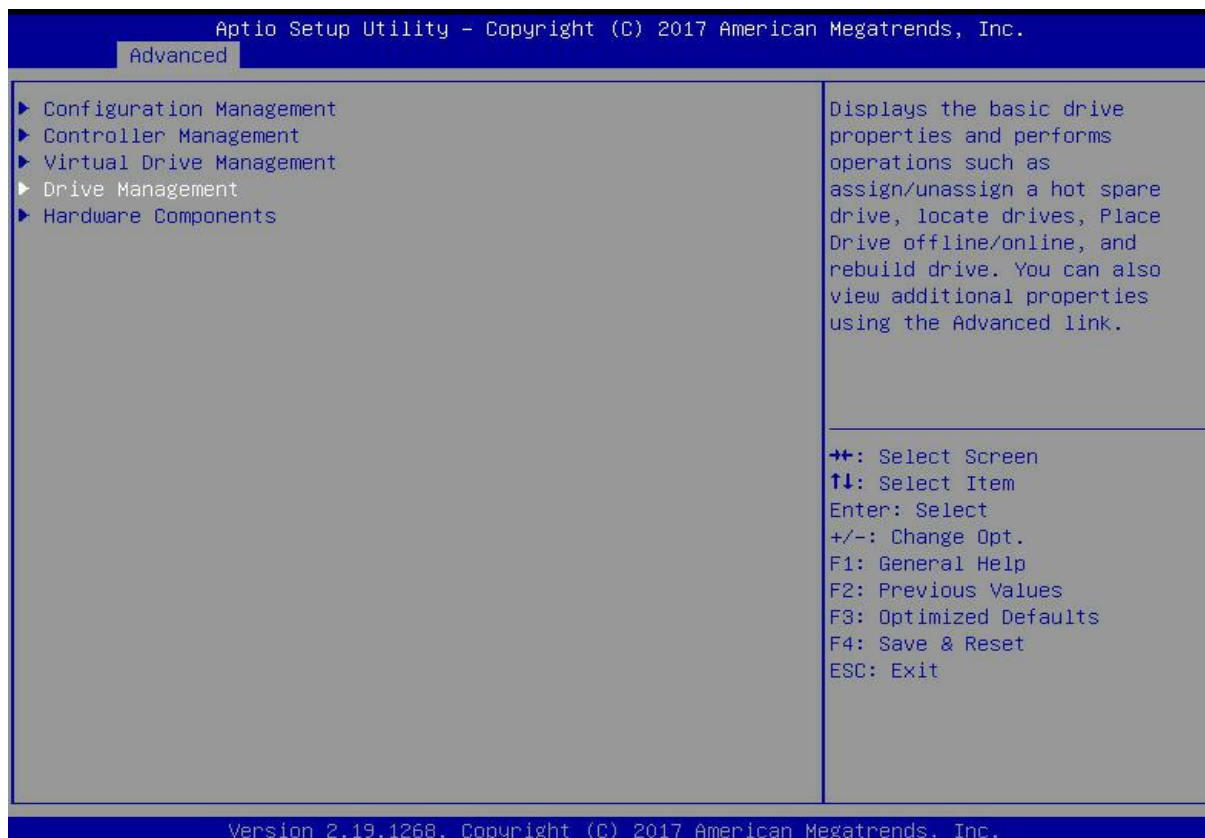 Aptio Setup Utility – Copyright (C) 2017 American Megatrends, Inc.
Advanced
▶ Configuration Management
▶ Controller Management
▶ Virtual Drive Management
▶ Drive Management
▶ Hardware Components
Displays the basic drive
properties and performs
operations such as
assign/unassign a hot spare
drive, locate drives, Place
Drive offline/online, and
rebuild drive. You can also
view additional properties
using the Advanced link.
→←: Select Screen
↑↓: Select Item
Enter: Select
+/-: Change Opt.
F1: General Help
F2: Previous Values
F3: Optimized Defaults
F4: Save & Reset
ESC: Exit
Version 2.19.1268. Copyright (C) 2017 American Megatrends, Inc.